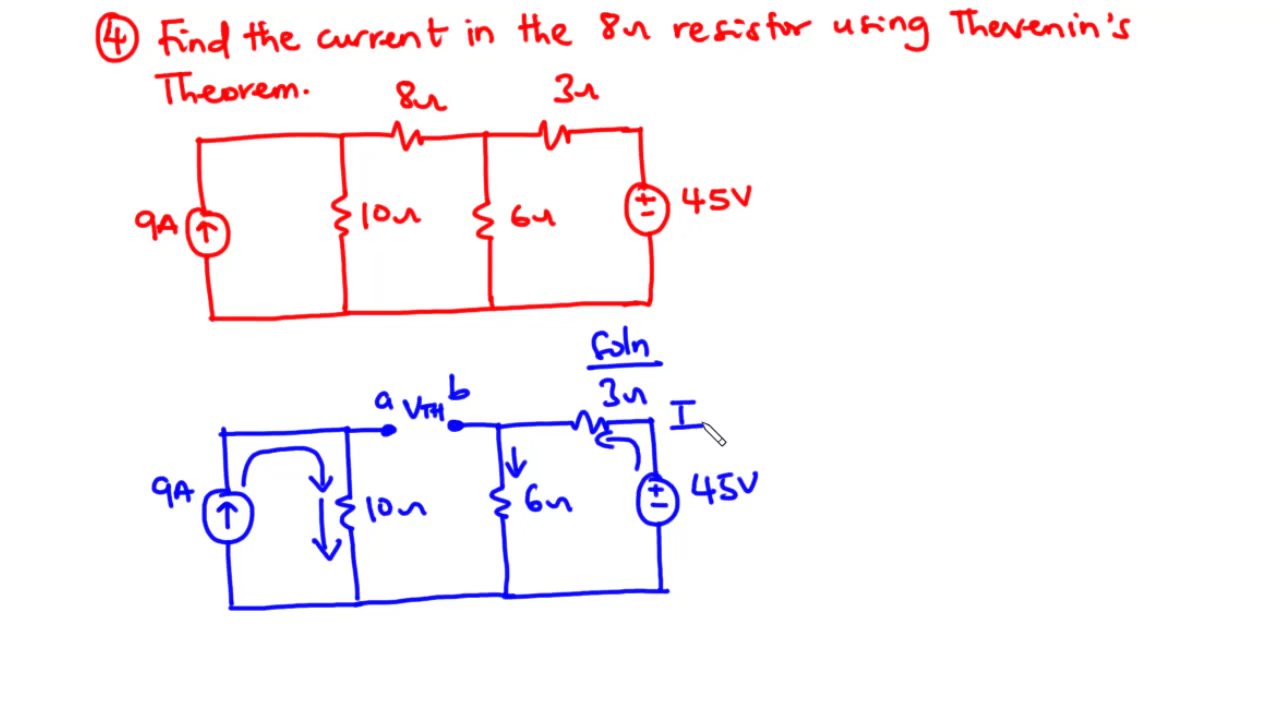 ④ Find the current in the 8Ω resistor using Thevenin's
Theorem.
8Ω 3Ω
9A 10Ω 6Ω 45V
Soln
a VTH b 3Ω I
9A 10Ω 6Ω 45V